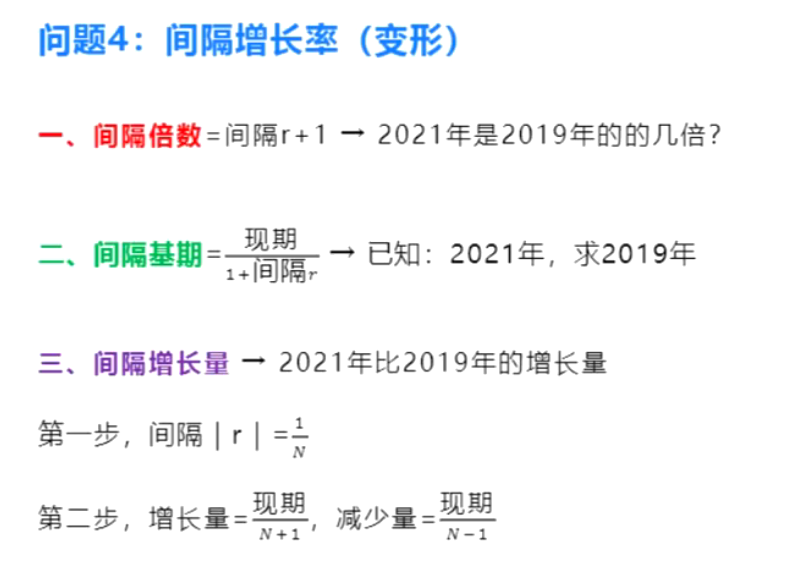 问题4：间隔增长率（变形）
一、间隔倍数=间隔r+1 → 2021年是2019年的的几倍？
二、间隔基期=现期/1+间隔r → 已知：2021年，求2019年
三、间隔增长量 → 2021年比2019年的增长量
第一步，间隔｜r｜=1/N
第二步，增长量=现期/N+1，减少量=现期/N-1